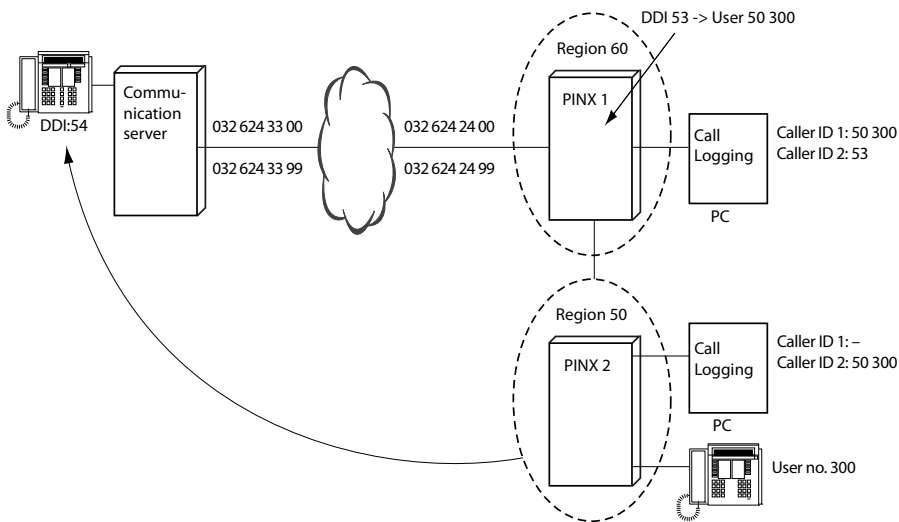 DDI 53 -> User 50 300
Region 60
Commu-
nication
server
DDI:54
032 624 33 00
032 624 33 99
032 624 24 00
032 624 24 99
PINX 1
Call
Logging
PC
Caller ID 1: 50 300
Caller ID 2: 53
Region 50
PINX 2
Call
Logging
PC
Caller ID 1: –
Caller ID 2: 50 300
User no. 300